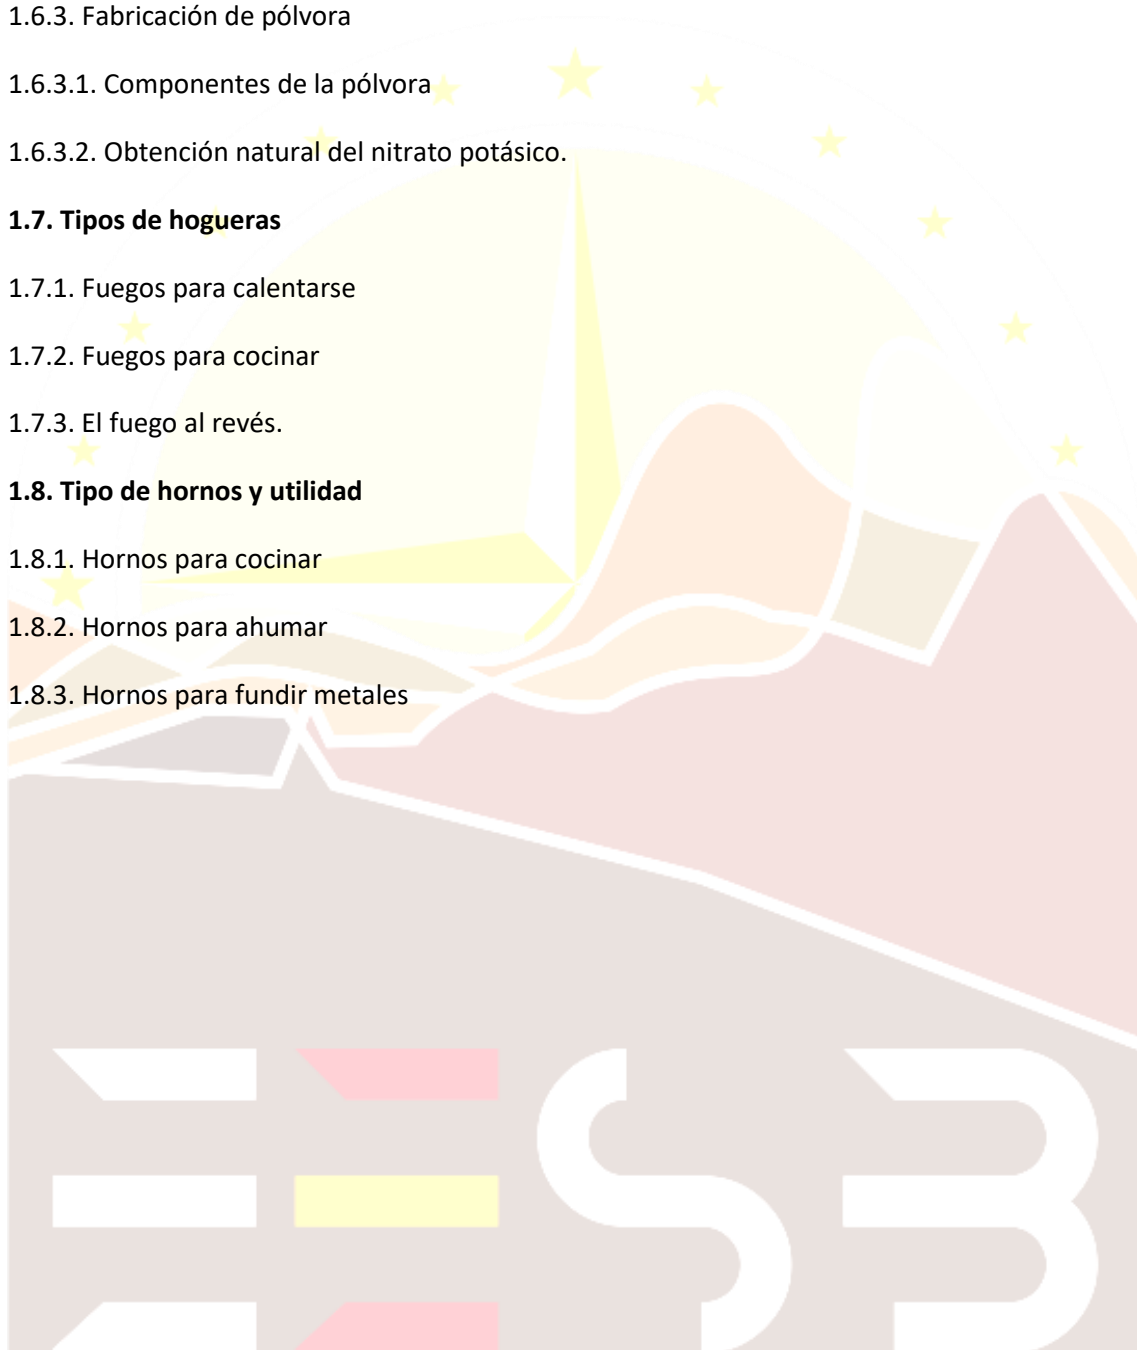 1.6.3. Fabricación de pólvora
1.6.3.1. Componentes de la pólvora
1.6.3.2. Obtención natural del nitrato potásico.
1.7. Tipos de hogueras
1.7.1. Fuegos para calentarse
1.7.2. Fuegos para cocinar
1.7.3. El fuego al revés.
1.8. Tipo de hornos y utilidad
1.8.1. Hornos para cocinar
1.8.2. Hornos para ahumar
1.8.3. Hornos para fundir metales
EESB